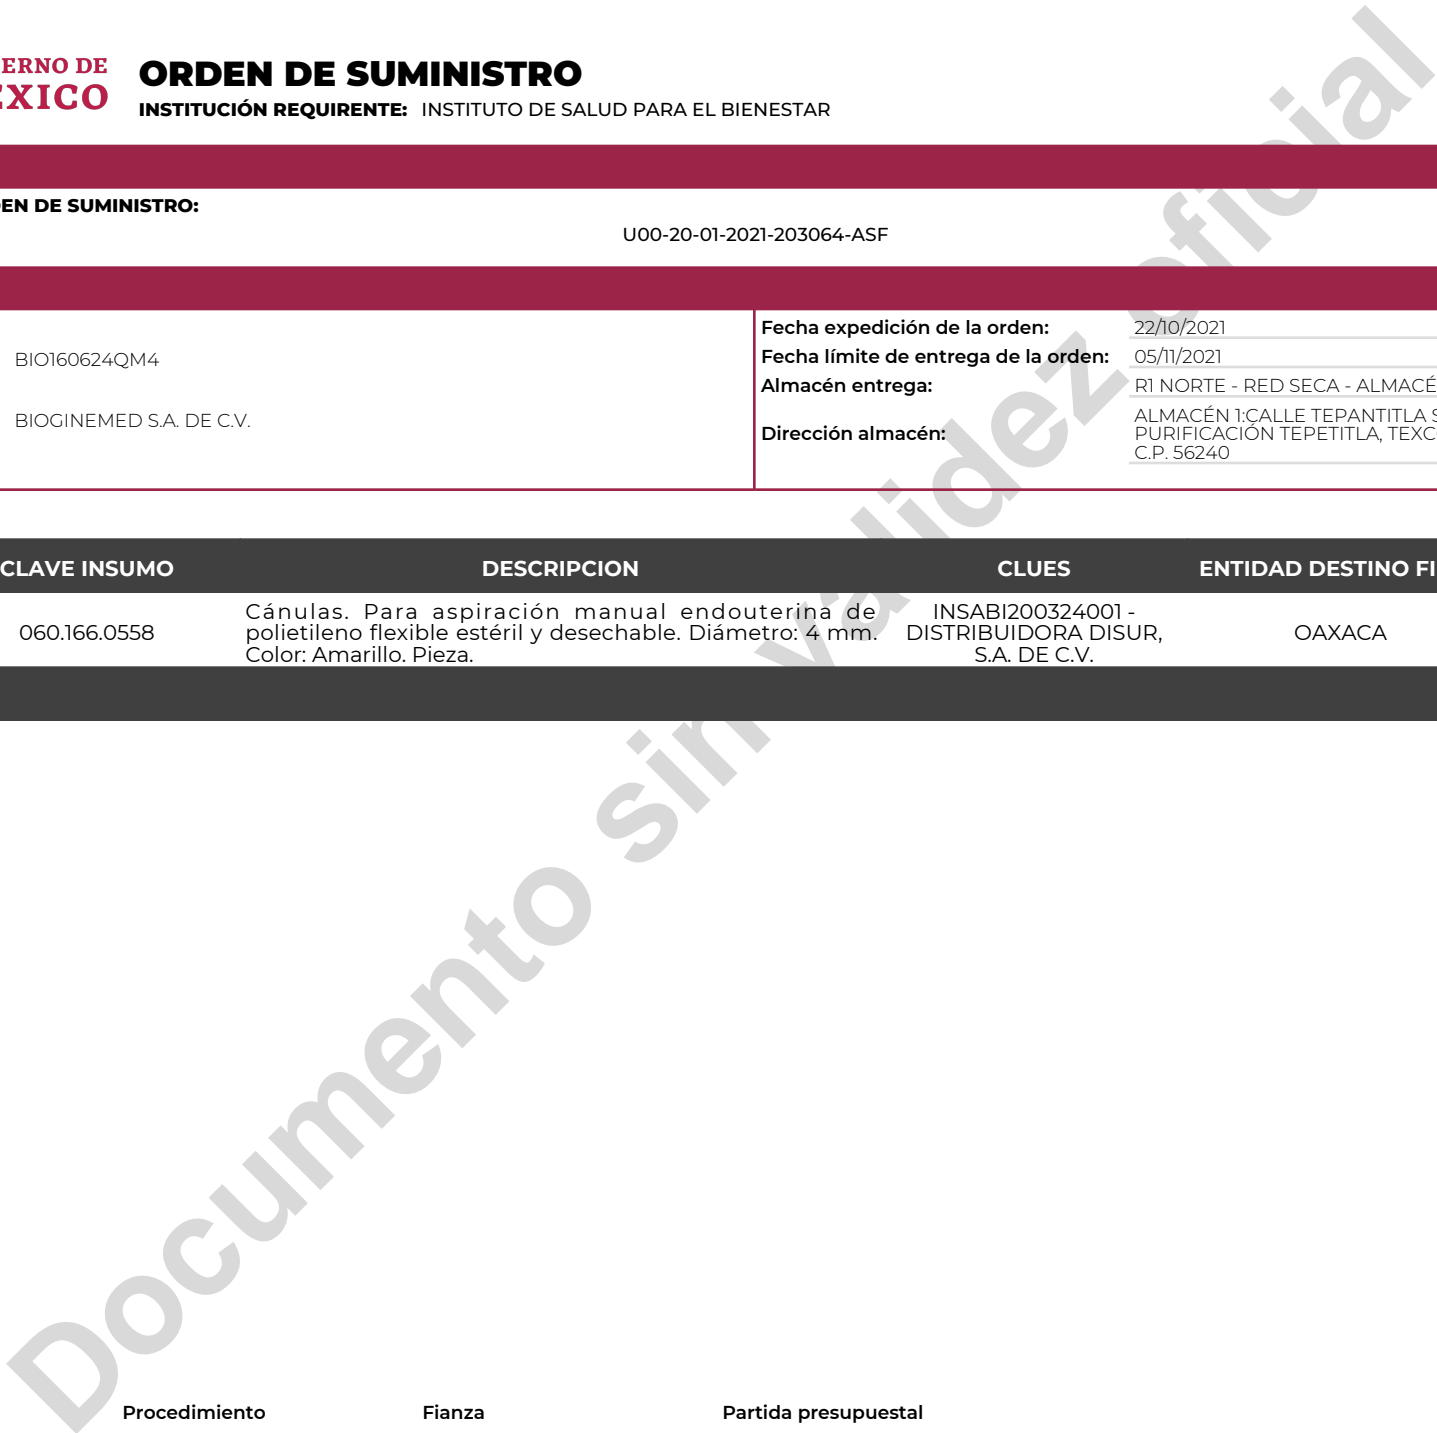 ERNO DE
ÉXICO
ORDEN DE SUMINISTRO
INSTITUCIÓN REQUIRENTE: INSTITUTO DE SALUD PARA EL BIENESTAR
EN DE SUMINISTRO:
U00-20-01-2021-203064-ASF
BIO160624QM4
BIOGINEMED S.A. DE C.V.
Fecha expedición de la orden: 22/10/2021
Fecha límite de entrega de la orden: 05/11/2021
Almacén entrega: R1 NORTE - RED SECA - ALMACÉ
Dirección almacén: ALMACÉN 1:CALLE TEPANTITLA S
PURIFICACIÓN TEPETITLA, TEXC
C.P. 56240
CLAVE INSUMO DESCRIPCION CLUES ENTIDAD DESTINO FI
060.166.0558
Cánulas. Para aspiración manual endouterina de
polietileno flexible estéril y desechable. Diámetro: 4 mm.
Color: Amarillo. Pieza.
INSABI200324001 -
DISTRIBUIDORA DISUR,
S.A. DE C.V.
OAXACA
Documento sin validez oficial
Procedimiento Fianza Partida presupuestal